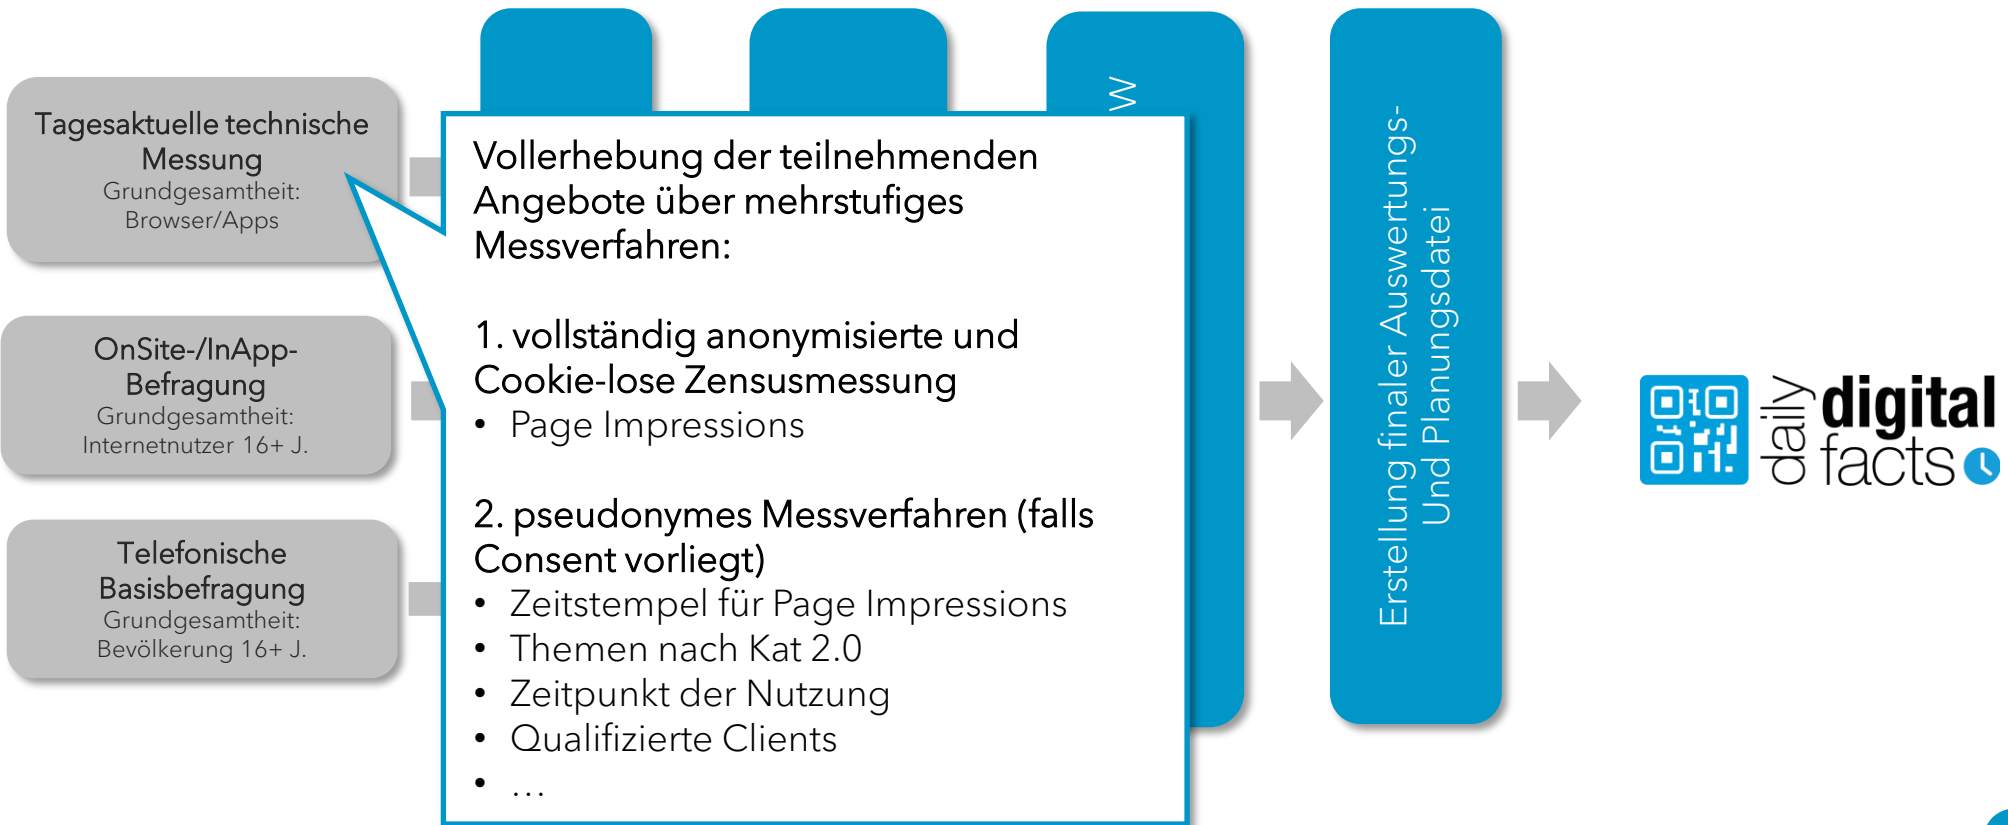 Tagesaktuelle technische
Messung
Grundgesamtheit:
Browser/Apps
OnSite-/InApp-
Befragung
Grundgesamtheit:
Internetnutzer 16+ J.
Telefonische
Basisbefragung
Grundgesamtheit:
Bevölkerung 16+ J.
Vollerhebung der teilnehmenden
Angebote über mehrstufiges
Messverfahren:
1. vollständig anonymisierte und
Cookie-lose Zensusmessung
• Page Impressions
2. pseudonymes Messverfahren (falls
Consent vorliegt)
• Zeitstempel für Page Impressions
• Themen nach Kat 2.0
• Zeitpunkt der Nutzung
• Qualifizierte Clients
• …
W
Erstellung finaler Auswertungs-
Und Planungsdatei
daily
digital
facts